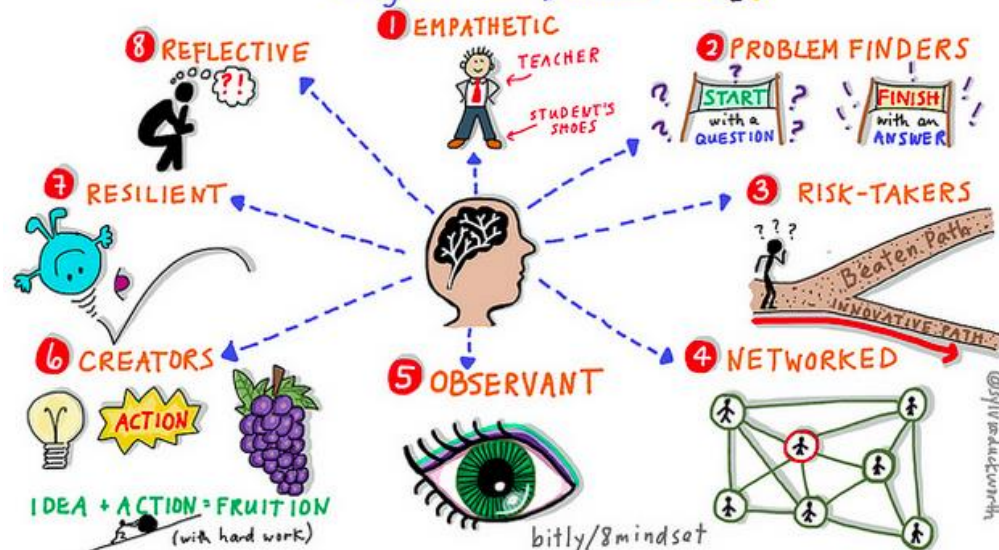 1 EMPATHETIC
TEACHER
STUDENT'S
SHOES
2 PROBLEM FINDERS
?
? START ?
with a
? QUESTION ?
! FINISH !
with an
ANSWER
3 RISK-TAKERS
? ? ?
Beaten Path
INNOVATIVE PATH
4 NETWORKED
5 OBSERVANT
bitly/8mindset
6 CREATORS
ACTION
IDEA + ACTION = FRUITION
(with hard work)
7 RESILIENT
8 REFLECTIVE
?!
@sylviaduckworth